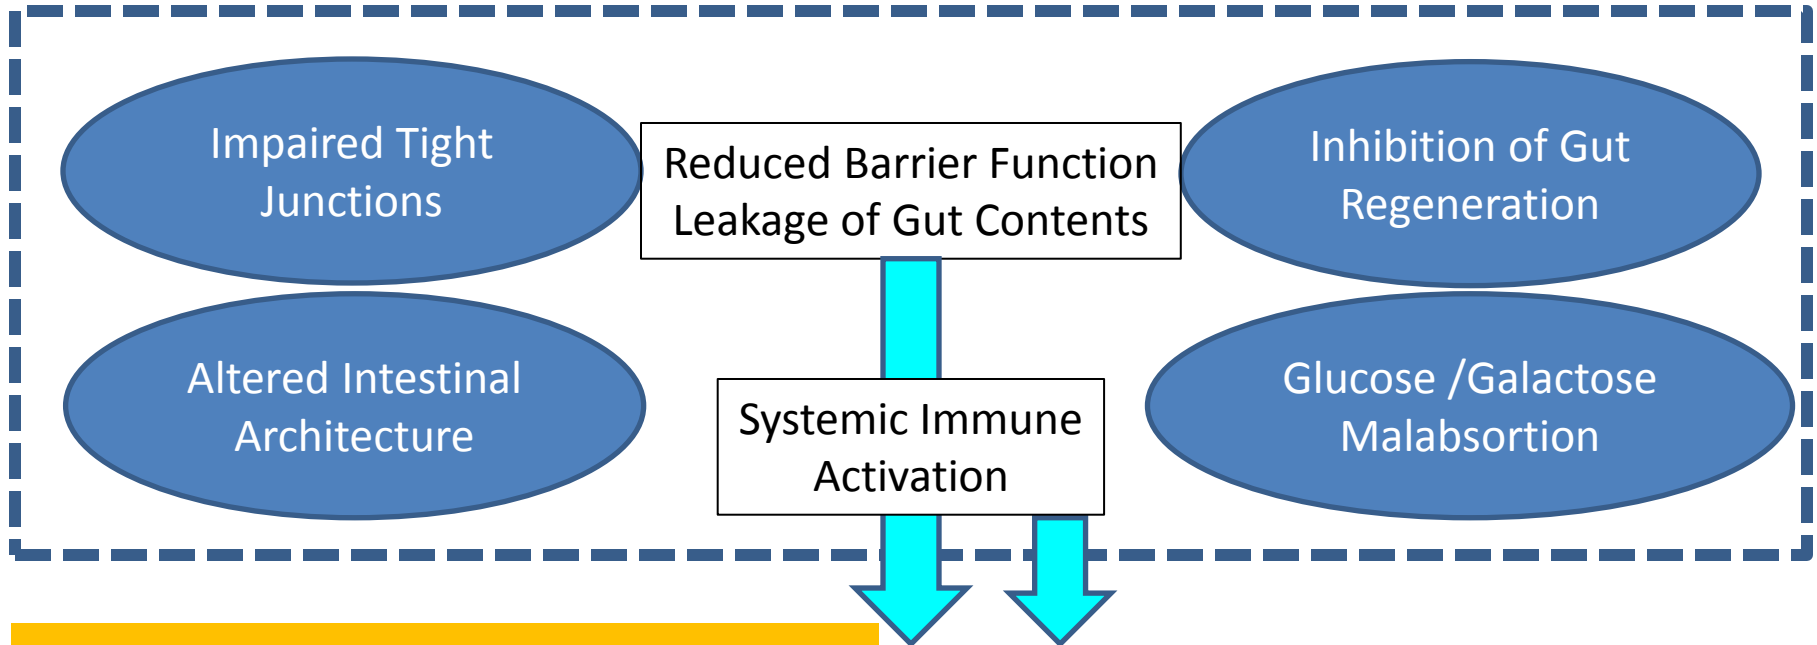 Impaired Tight
Junctions
Reduced Barrier Function
Leakage of Gut Contents
Inhibition of Gut
Regeneration
Altered Intestinal
Architecture
Systemic Immune
Activation
Glucose /Galactose
Malabsortion